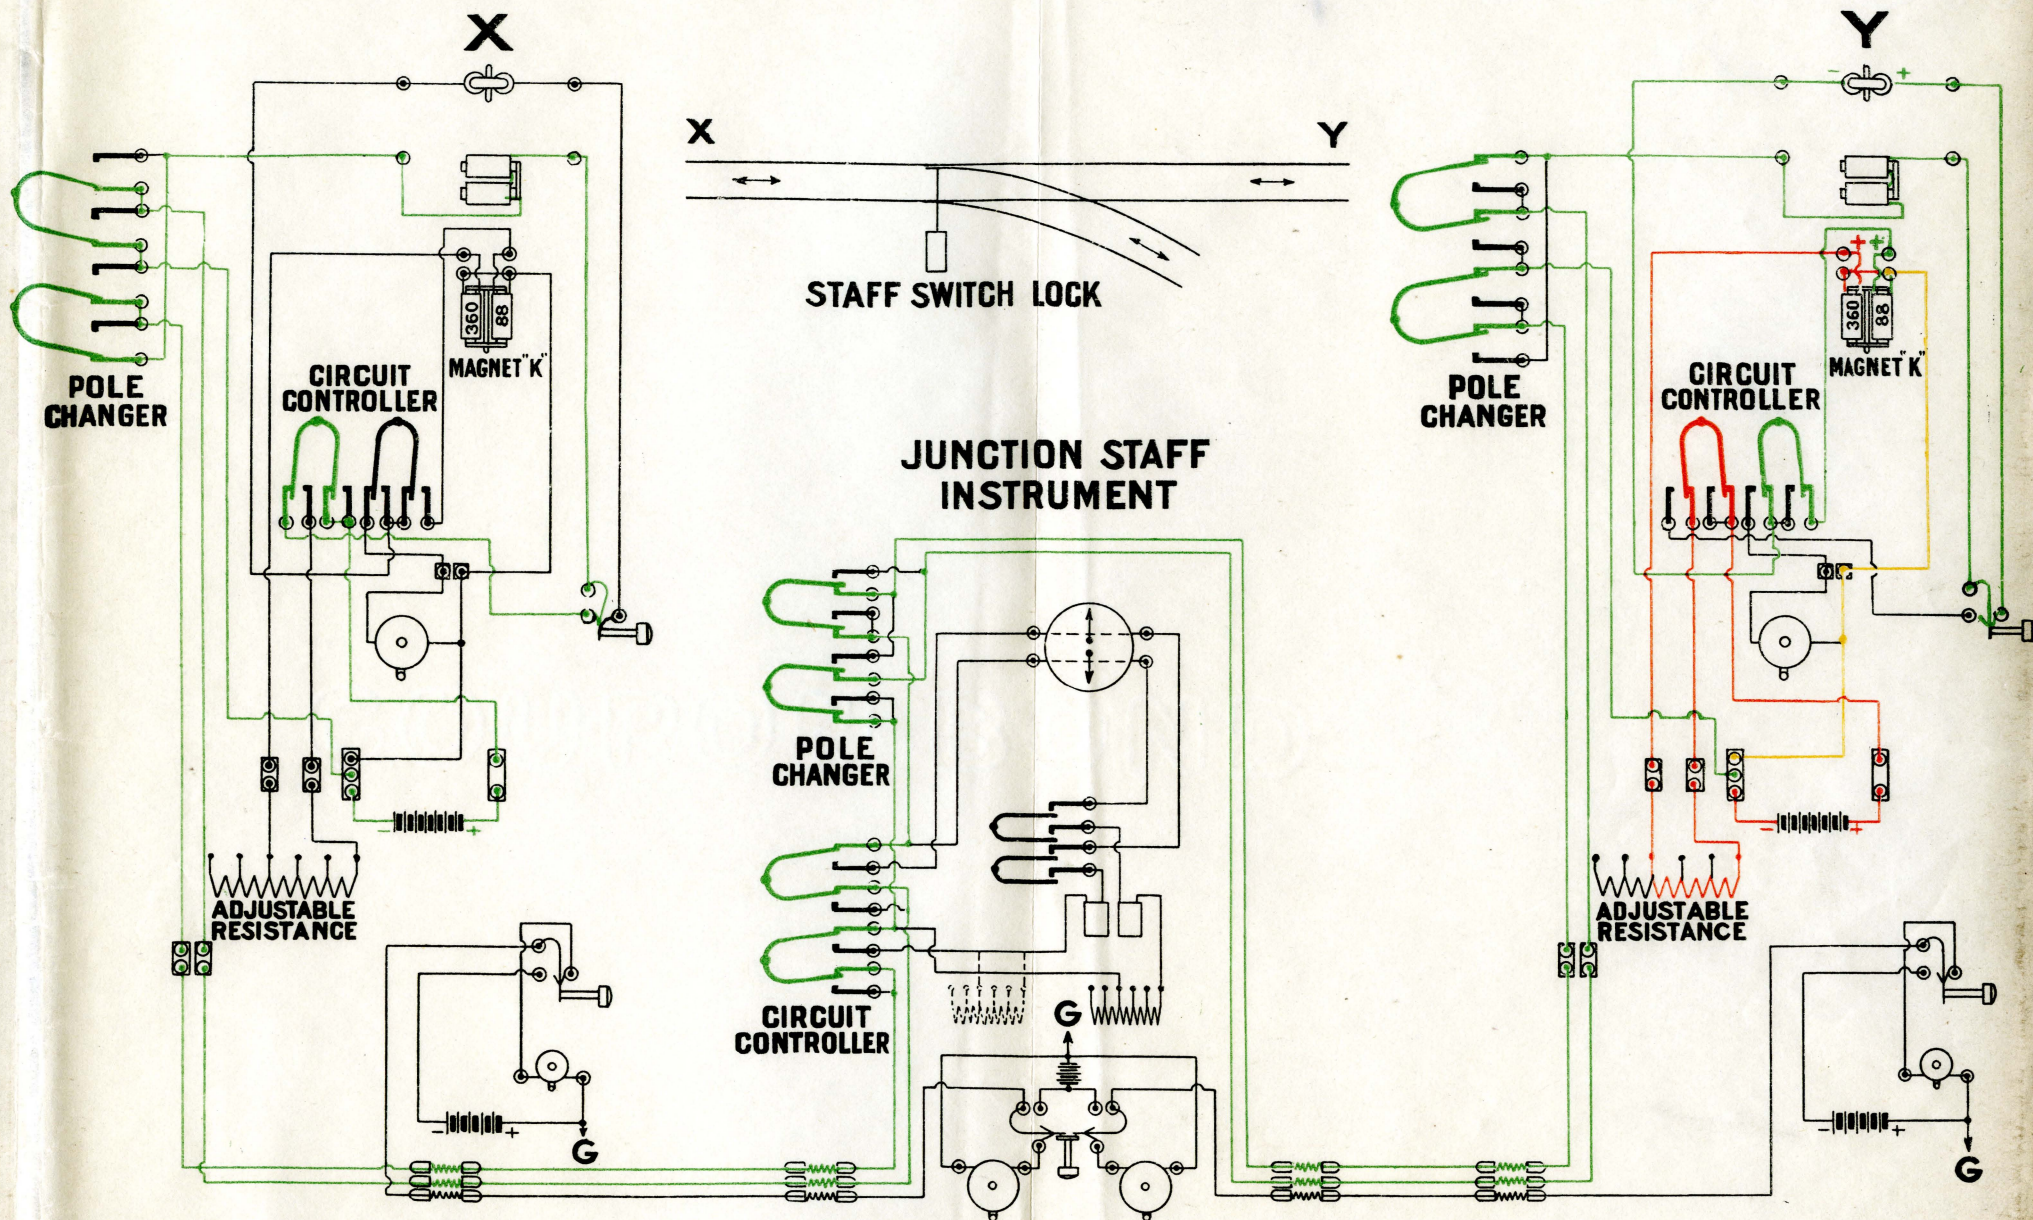 X
Y
X
Y
- +
+ +
STAFF SWITCH LOCK
360
88
360
88
MAGNET "K"
MAGNET "K"
POLE
CHANGER
CIRCUIT
CONTROLLER
POLE
CHANGER
CIRCUIT
CONTROLLER
JUNCTION STAFF
INSTRUMENT
POLE
CHANGER
- +
- +
ADJUSTABLE
RESISTANCE
ADJUSTABLE
RESISTANCE
CIRCUIT
CONTROLLER
G
- +
G
- +
G